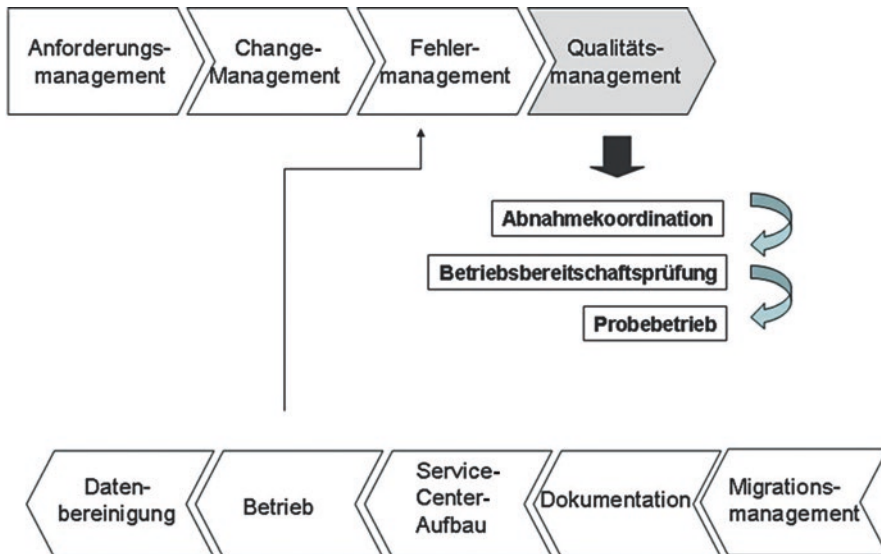 Anforderungs-
management
Change-
Management
Fehler-
management
Qualitäts-
management
Abnahmekoordination
Betriebsbereitschaftsprüfung
Probebetrieb
Daten-
bereinigung
Betrieb
Service-
Center-
Aufbau
Dokumentation
Migrations-
management